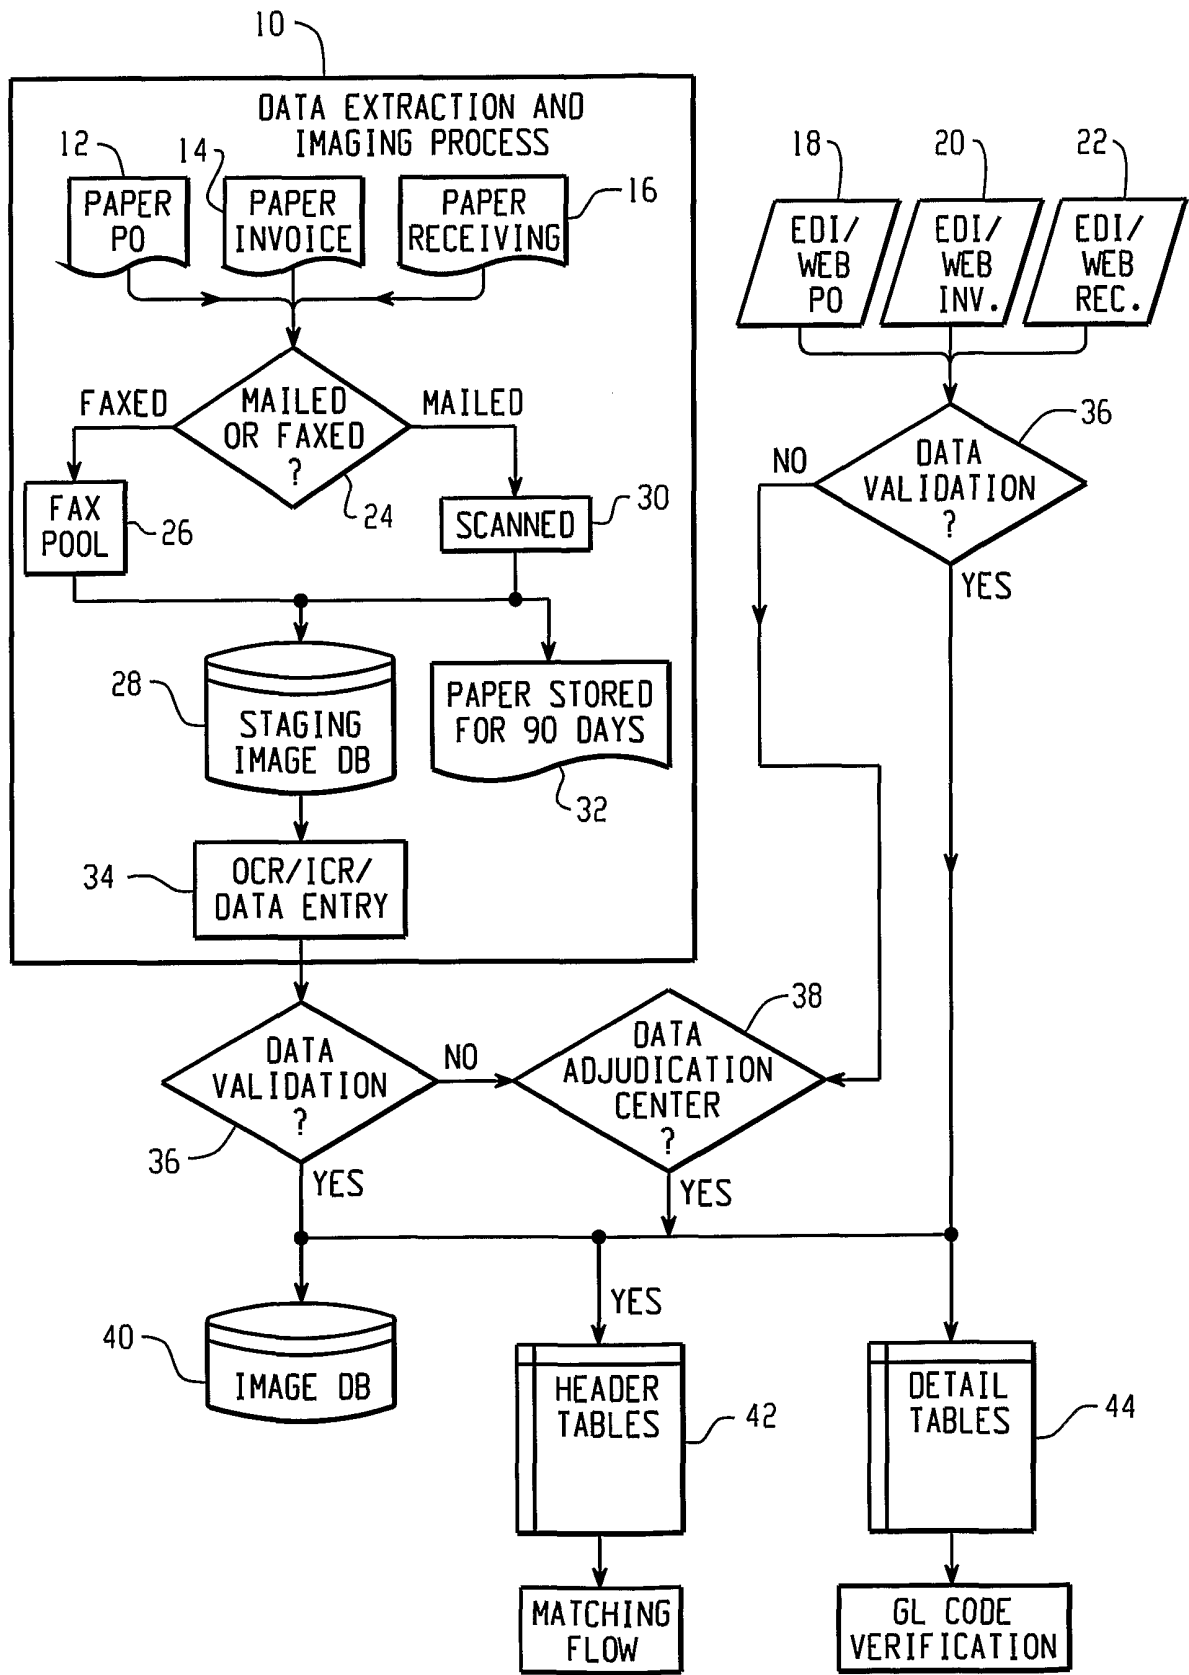 10
DATA EXTRACTION AND
IMAGING PROCESS
12
14
16
PAPER
PO
PAPER
INVOICE
PAPER
RECEIVING
18
20
22
EDI/
WEB
PO
EDI/
WEB
INV.
EDI/
WEB
REC.
FAXED
MAILED
OR FAXED
?
MAILED
24
FAX
POOL
26
SCANNED
30
36
NO
DATA
VALIDATION
?
YES
28
STAGING
IMAGE DB
PAPER STORED
FOR 90 DAYS
32
34
OCR/ICR/
DATA ENTRY
DATA
VALIDATION
?
36
NO
YES
38
DATA
ADJUDICATION
CENTER
?
YES
40
IMAGE DB
YES
HEADER
TABLES
42
DETAIL
TABLES
44
MATCHING
FLOW
GL CODE
VERIFICATION